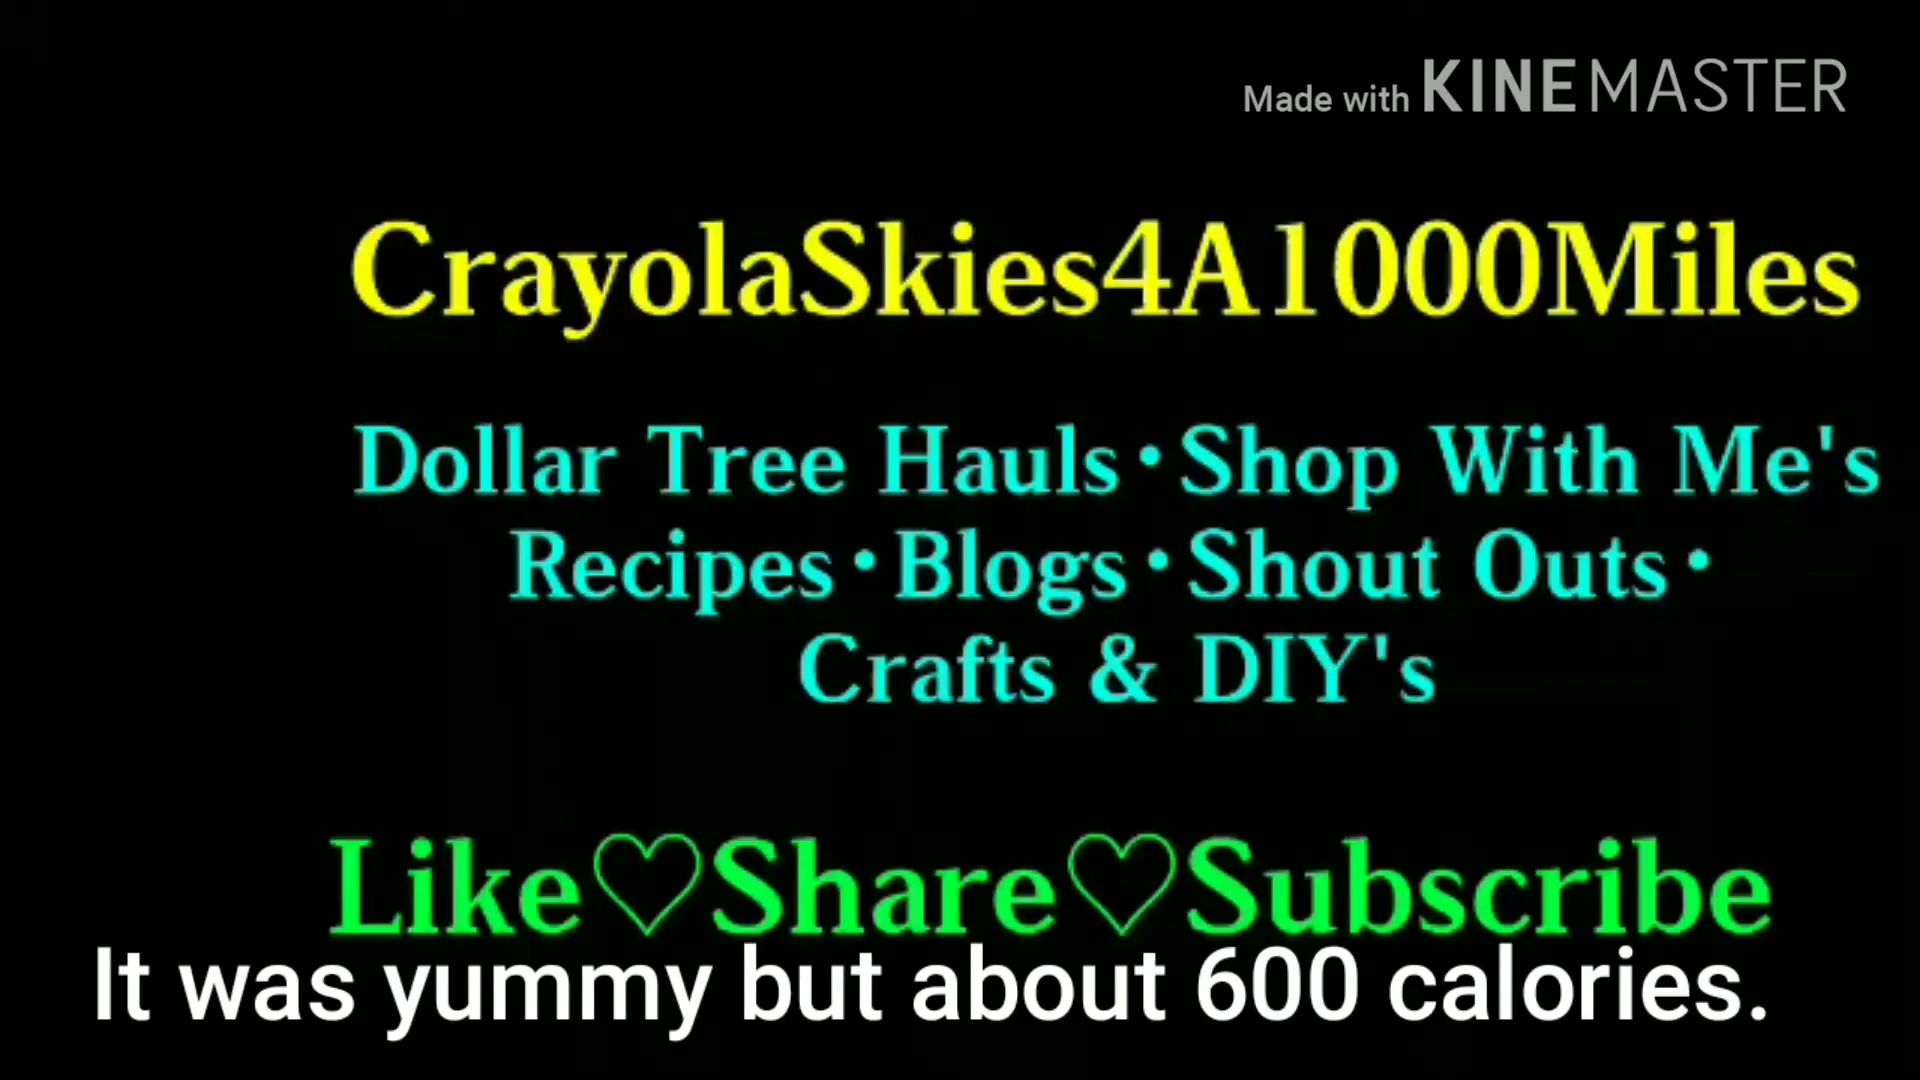 Made with KINEMASTER
CrayolaSkies4A1000Miles
Dollar Tree Hauls•Shop With Me's
Recipes•Blogs•Shout Outs•
Crafts & DIY's
Like♡Share♡Subscribe
It was yummy but about 600 calories.